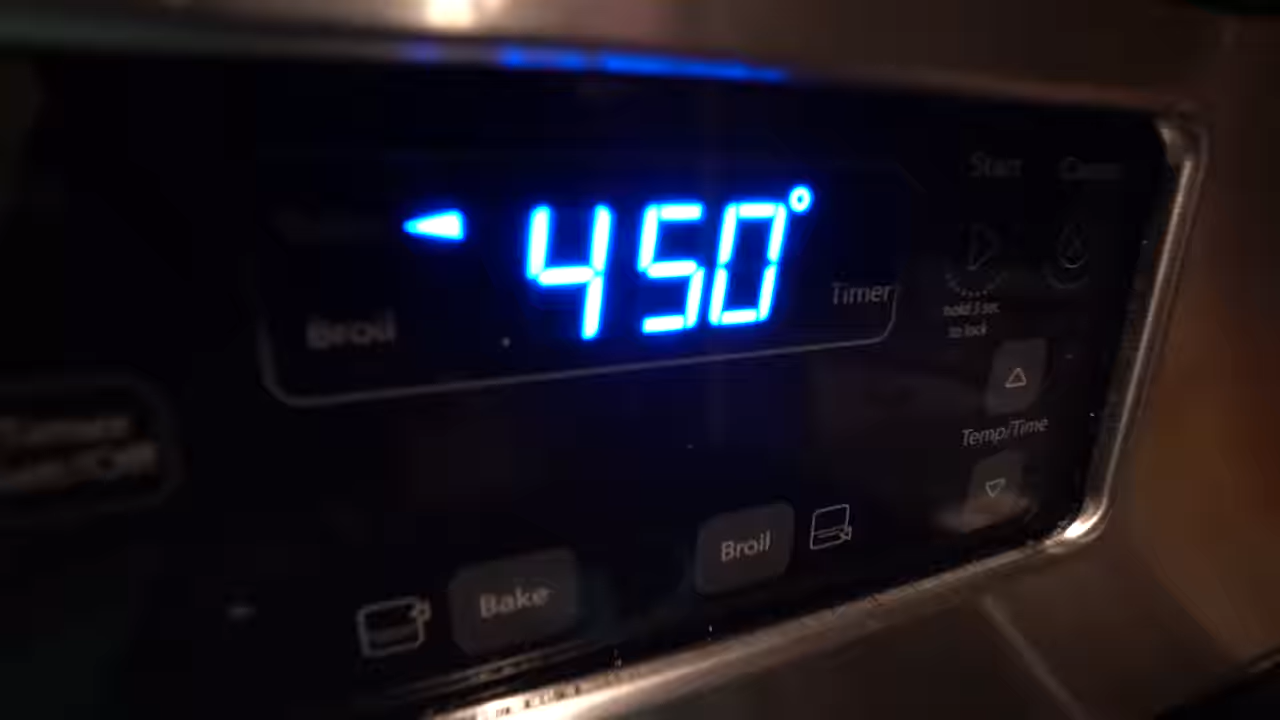 Start
450°
Broil
Timer
hold 3 sec
to lock
Temp/Time
Broil
Bake